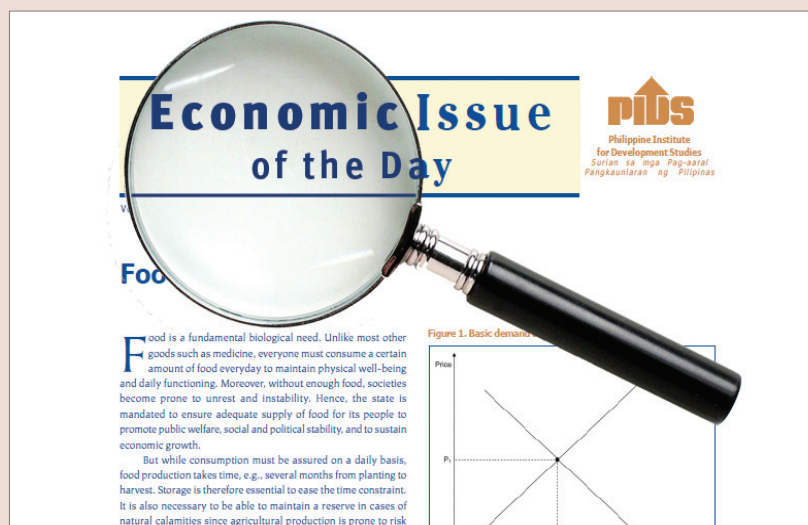 Economic Issue
of the Day
PIDS
Philippine Institute
for Development Studies
Surian sa mga Pag-aaral
Pangkaunlaran ng Pilipinas
Food is a fundamental biological need. Unlike most other
goods such as medicine, everyone must consume a certain
amount of food everyday to maintain physical well-being
and daily functioning. Moreover, without enough food, societies
become prone to unrest and instability. Hence, the state is
mandated to ensure adequate supply of food for its people to
promote public welfare, social and political stability, and to sustain
economic growth.
But while consumption must be assured on a daily basis,
food production takes time, e.g., several months from planting to
harvest. Storage is therefore essential to ease the time constraint.
It is also necessary to be able to maintain a reserve in cases of
natural calamities since agricultural production is prone to risk
Figure 1. Basic demand
Price
P₁